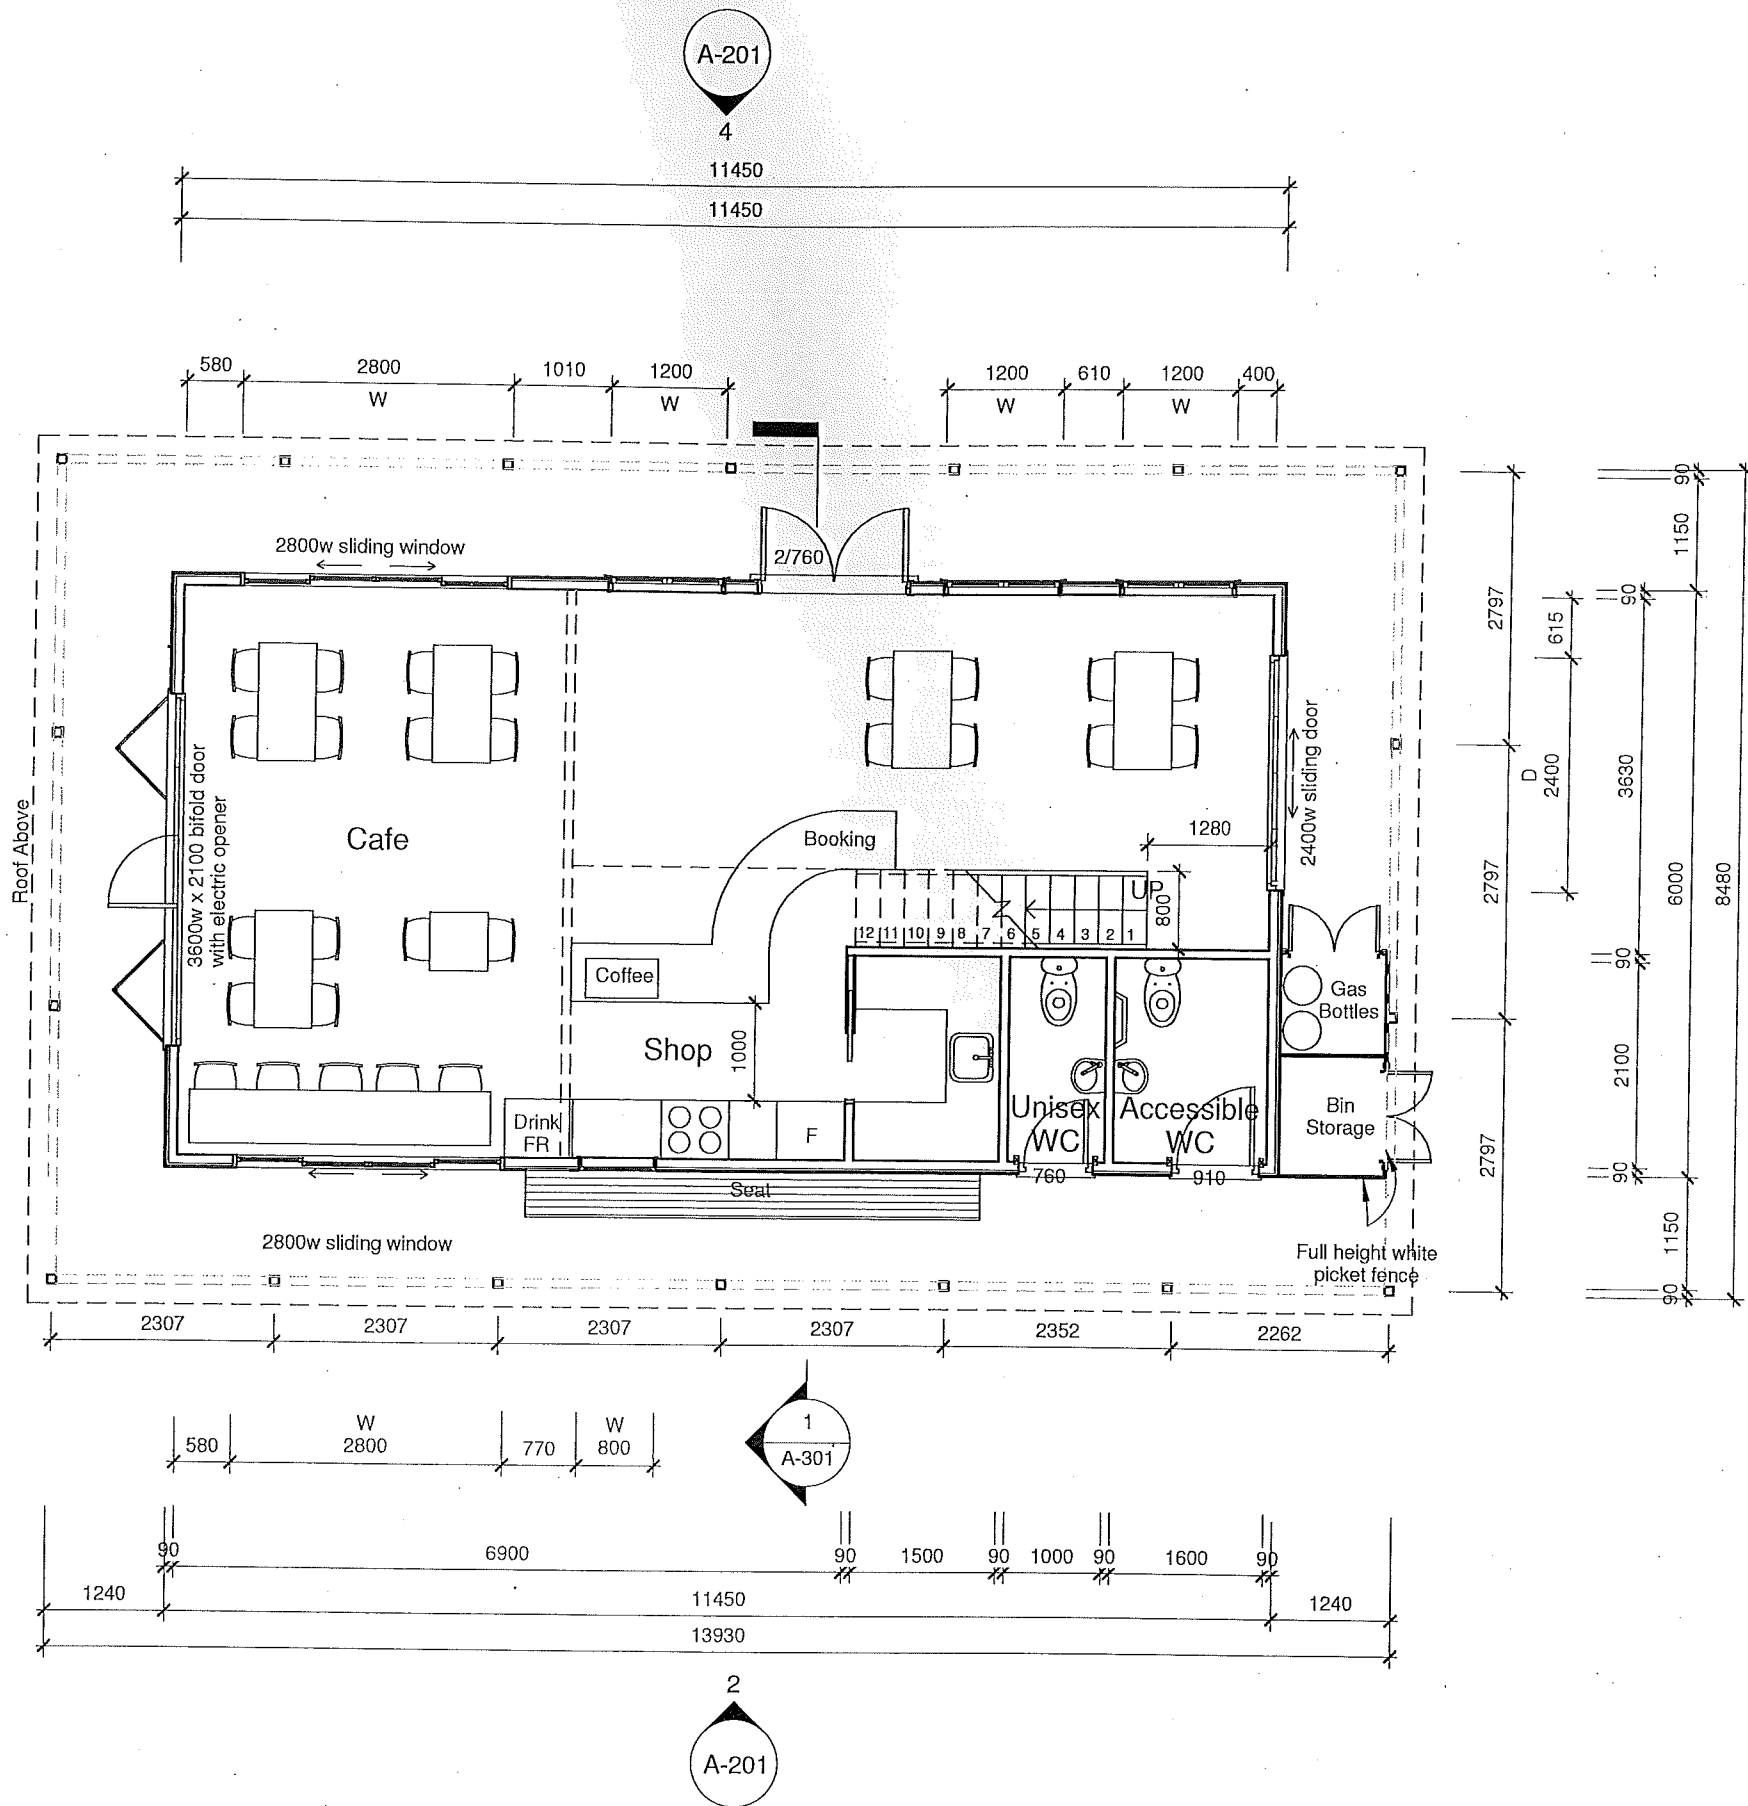 A-201
4
11450
11450
580 2800 1010 1200 1200 610 1200 400
W W W W
2800w sliding window
2/760
90
1150
2797
90
615
Roof Above
3600w x 2100 bifold door
with electric opener
Cafe
Booking
1280
2400w sliding door
D
2400
3630
UP
800
12 11 10 9 8 7 6 5 4 3 2 1
2797
6000
8480
Coffee
Shop
1000
Gas
Bottles
90
2100
Drink
FR
F
Unisex
WC
Accessible
WC
Bin
Storage
2797
760 910
90
Seat
1150
2800w sliding window
Full height white
picket fence
90
2307 2307 2307 2307 2352 2262
W W
580 2800 770 800
1
A-301
90 6900 90 1500 90 1000 90 1600 90
1240 11450 1240
13930
2
A-201